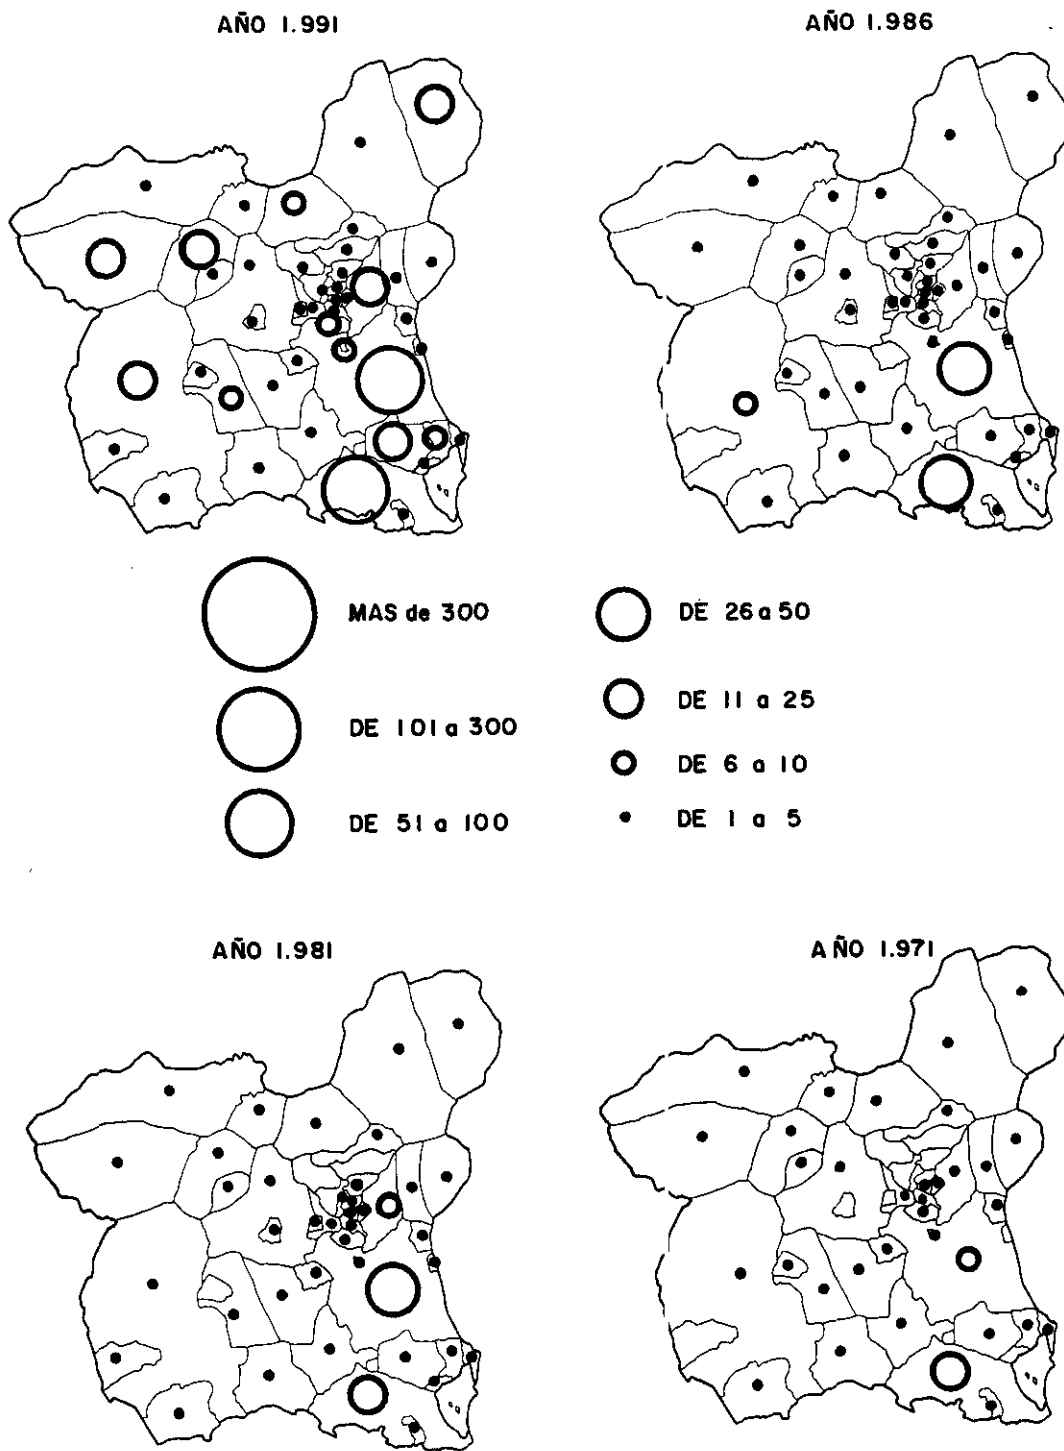 AÑO 1.991
AÑO 1.986
MAS de 300
DE 101 a 300
DE 51 a 100
DE 26 a 50
DE 11 a 25
DE 6 a 10
DE 1 a 5
AÑO 1.981
AÑO 1.971